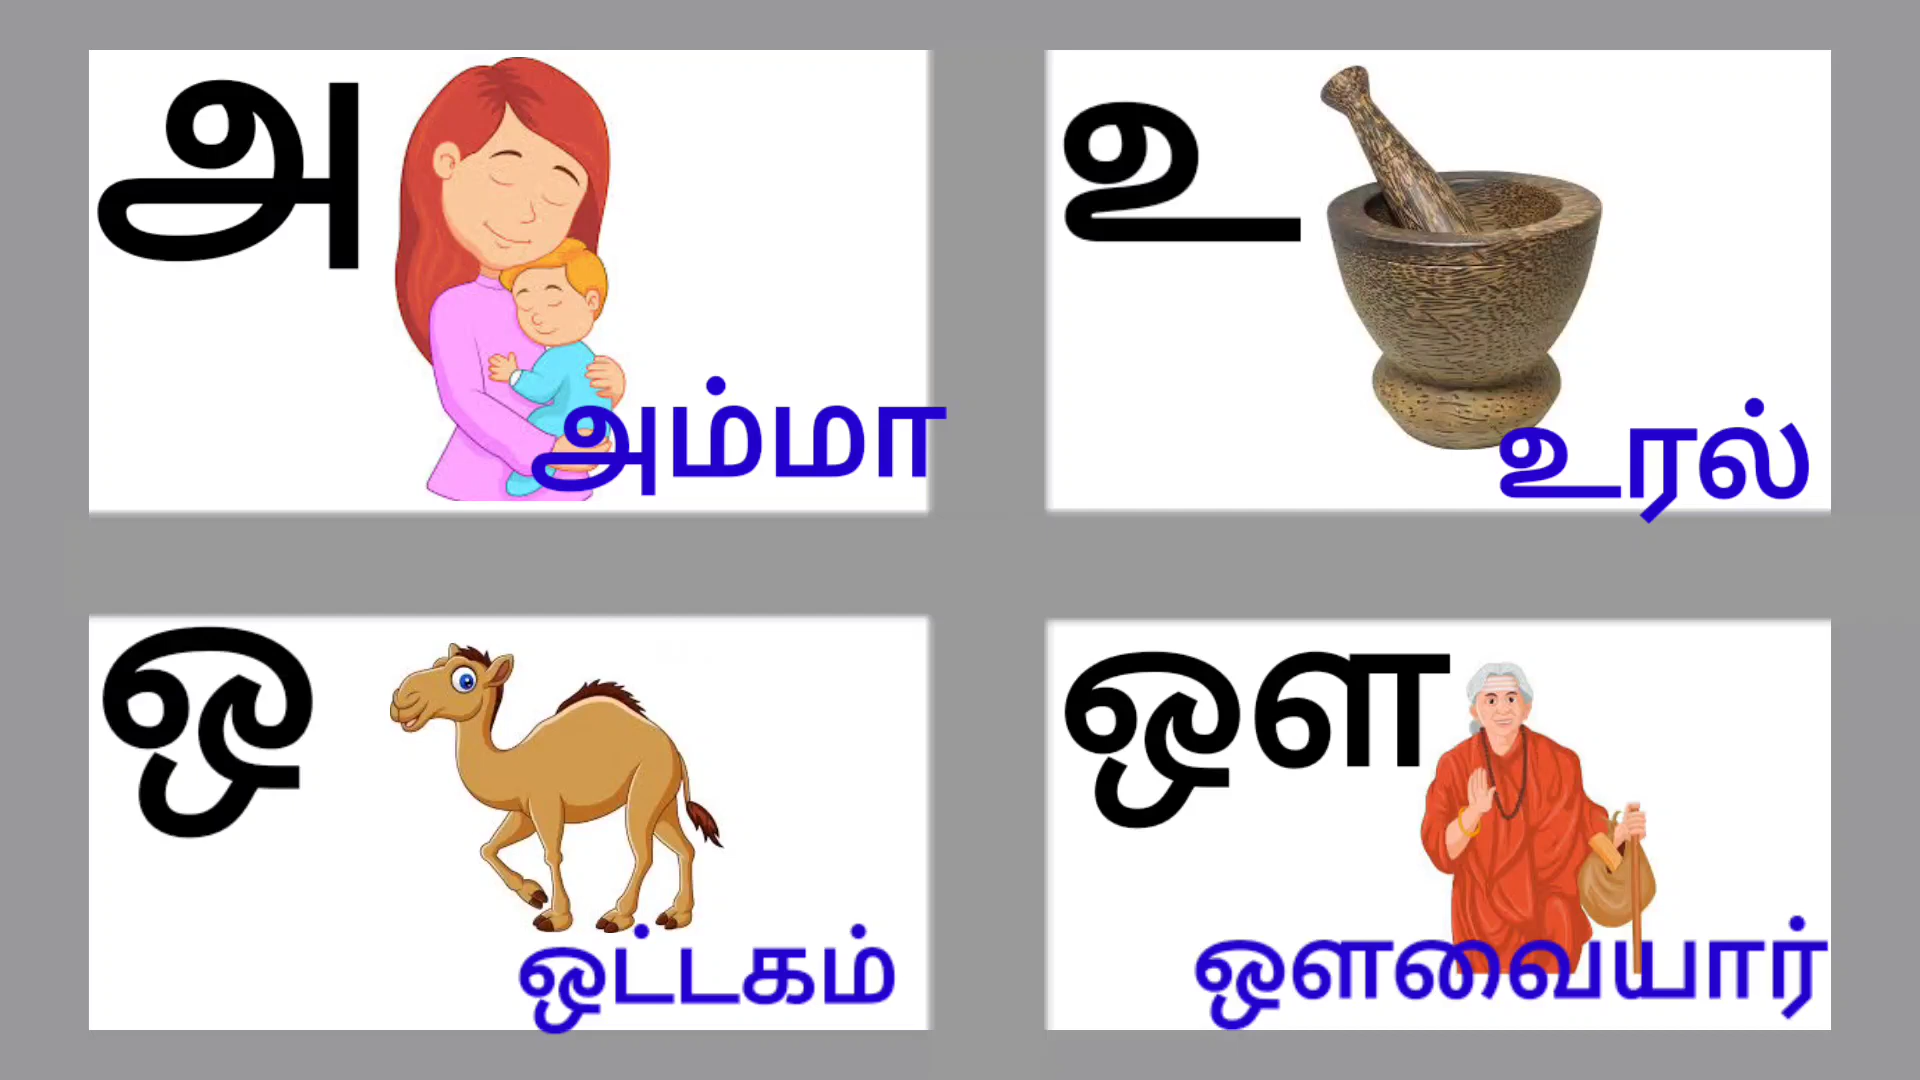 அ
அம்மா
உ
உரல்
ஒ
ஒட்டகம்
ஔ
ஔவையார்